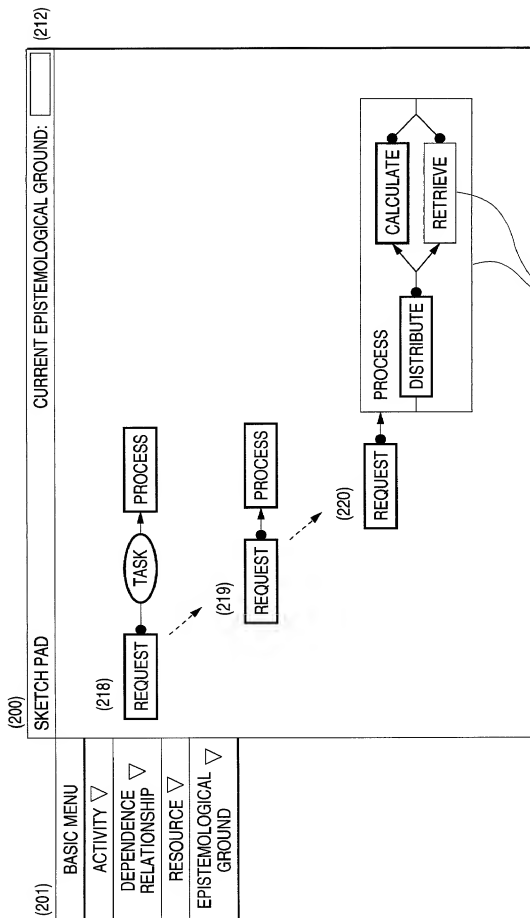 (200)
(212)
SKETCH PAD
CURRENT EPISTEMOLOGICAL GROUND:
(201)
BASIC MENU
ACTIVITY ▽
DEPENDENCE
RELATIONSHIP ▽
RESOURCE ▽
EPISTEMOLOGICAL
GROUND ▽
(218)
REQUEST
TASK
PROCESS
(219)
REQUEST
PROCESS
(220)
REQUEST
PROCESS
DISTRIBUTE
CALCULATE
RETRIEVE